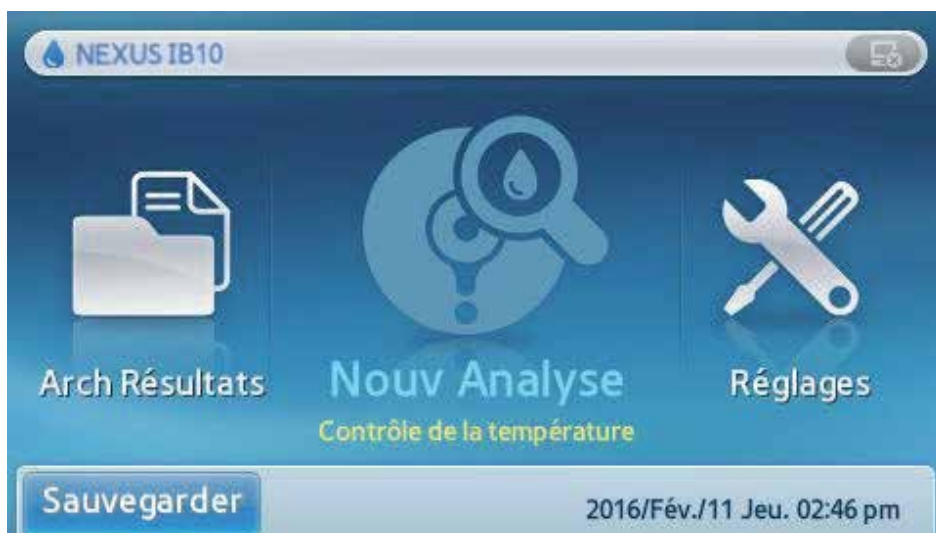 NEXUS IB10
Arch Résultats
Nouv Analyse
Réglages
Contrôle de la température
Sauvegarder
2016/Fév./11 Jeu. 02:46 pm